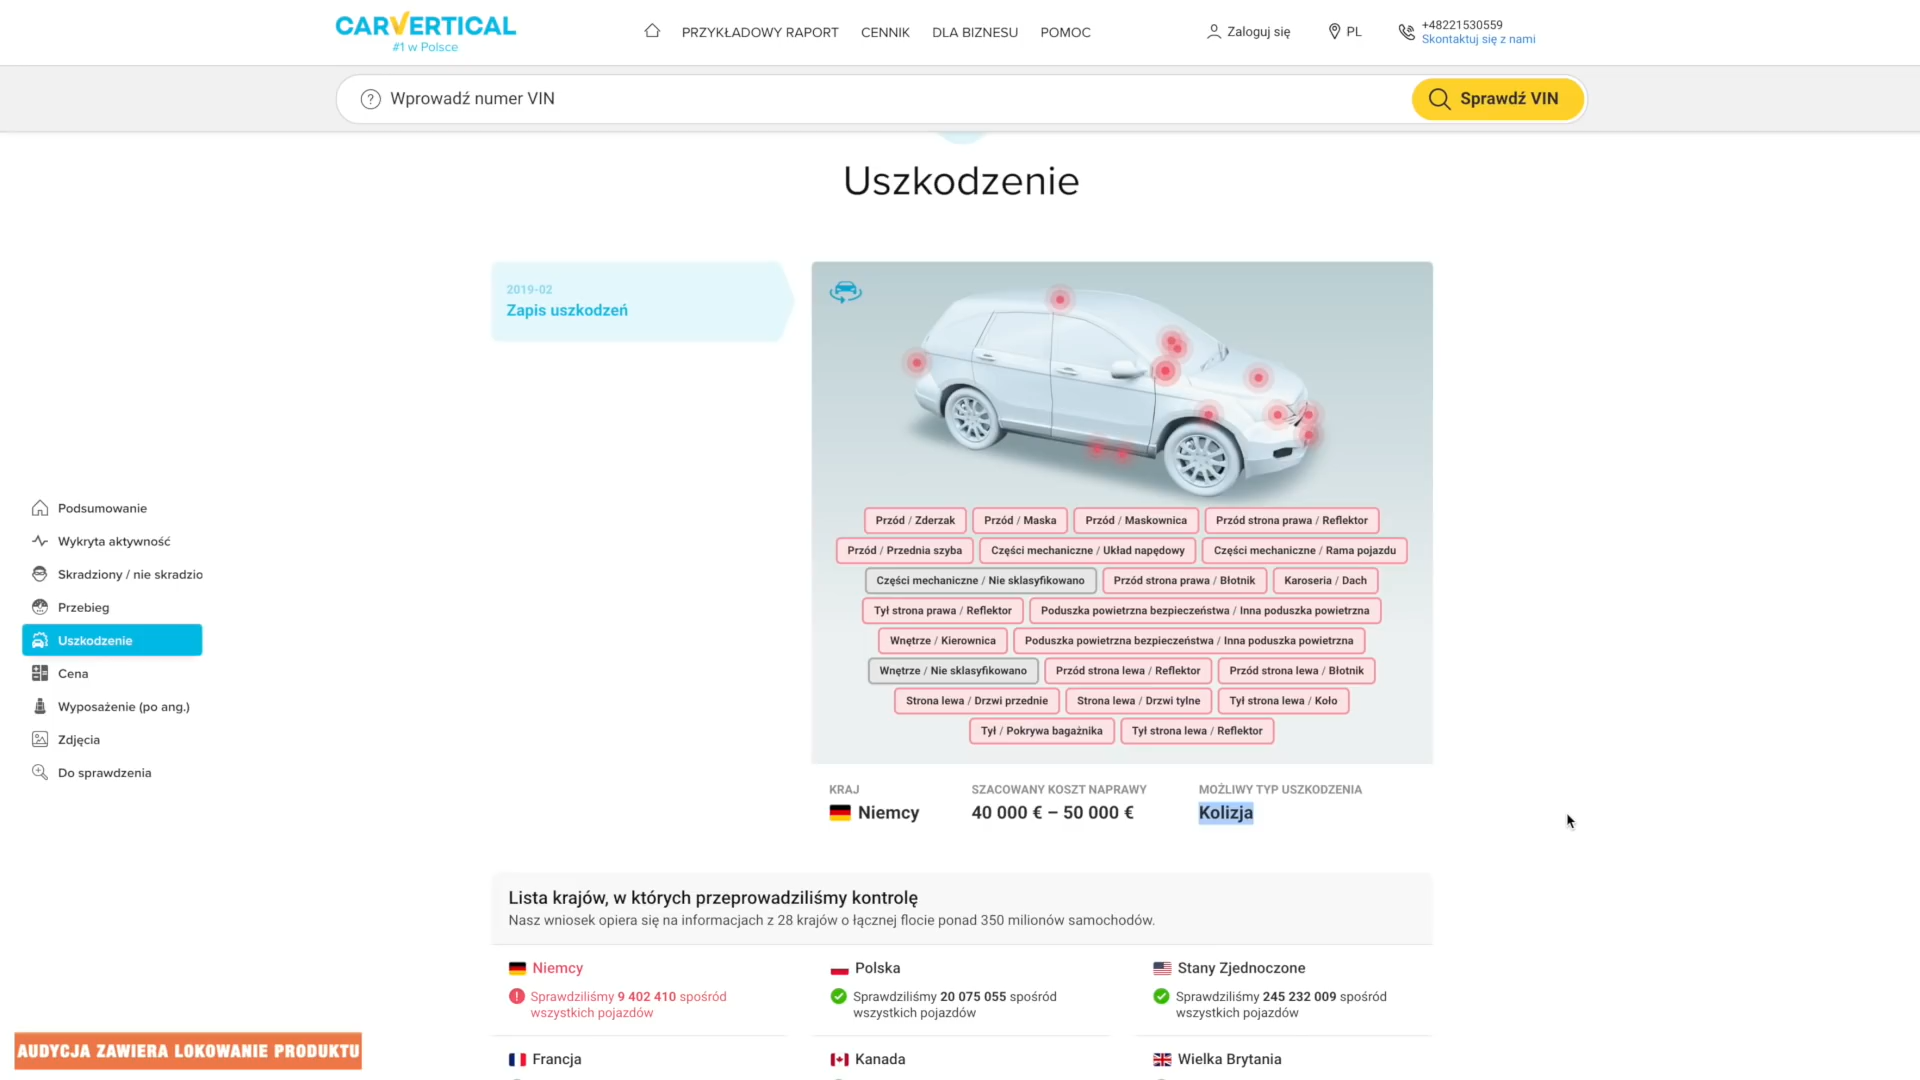 CARVERTICAL
#1 w Polsce
PRZYKŁADOWY RAPORT
CENNIK
DLA BIZNESU
POMOC
Zaloguj się
PL
+48221530559
Skontaktuj się z nami
Wprowadź numer VIN
Sprawdź VIN
Uszkodzenie
2019-02
Zapis uszkodzeń
Przód / Zderzak
Przód / Maska
Przód / Maskownica
Przód strona prawa / Reflektor
Przód / Przednia szyba
Części mechaniczne / Układ napędowy
Części mechaniczne / Rama pojazdu
Części mechaniczne / Nie sklasyfikowano
Przód strona prawa / Błotnik
Karoseria / Dach
Tył strona prawa / Reflektor
Poduszka powietrzna bezpieczeństwa / Inna poduszka powietrzna
Wnętrze / Kierownica
Poduszka powietrzna bezpieczeństwa / Inna poduszka powietrzna
Wnętrze / Nie sklasyfikowano
Przód strona lewa / Reflektor
Przód strona lewa / Błotnik
Strona lewa / Drzwi przednie
Strona lewa / Drzwi tylne
Tył strona lewa / Koło
Tył / Pokrywa bagażnika
Tył strona lewa / Reflektor
Podsumowanie
Wykryta aktywność
Skradziony / nie skradzio
Przebieg
Uszkodzenie
Cena
Wyposażenie (po ang.)
Zdjęcia
Do sprawdzenia
KRAJ
Niemcy
SZACOWANY KOSZT NAPRAWY
40 000 € – 50 000 €
MOŻLIWY TYP USZKODZENIA
Kolizja
Lista krajów, w których przeprowadziliśmy kontrolę
Nasz wniosek opiera się na informacjach z 28 krajów o łącznej flocie ponad 350 milionów samochodów.
Niemcy
Sprawdziliśmy 9 402 410 spośród
wszystkich pojazdów
Polska
Sprawdziliśmy 20 075 055 spośród
wszystkich pojazdów
Stany Zjednoczone
Sprawdziliśmy 245 232 009 spośród
wszystkich pojazdów
Francja
Kanada
Wielka Brytania
AUDYCJA ZAWIERA LOKOWANIE PRODUKTU